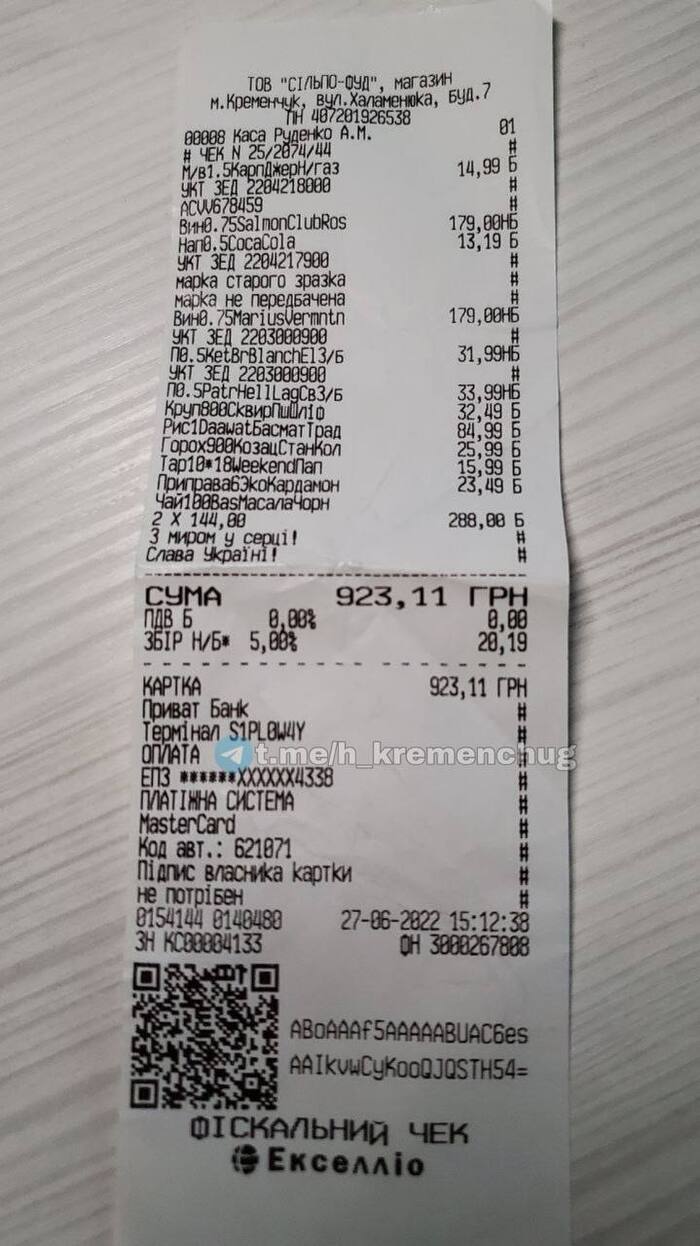 ТОВ "СІЛЬПО-ФУД", магазин
м.Кременчук, вул.Халаменюка, БУД.7
ПН 407201926538
00008 Каса Руденко А.М. 01
# ЧЕК N 25/2074/44 #
М/в1.5КарпДжерН/газ 14,99 Б
УКТ ЗЕД 2204218000 #
ACVV678459 #
Вин0.75SalmonClubRos 179,00НБ
Нап0.5CocaCola 13,19 Б
УКТ ЗЕД 2204217900 #
марка старого зразка #
марка не передбачена #
Вин0.75MariusVermntn 179,00НБ
УКТ ЗЕД 2203000900 #
П0.5KetBrBlanchEl3/Б 31,99НБ
УКТ ЗЕД 2203000900 #
П0.5PatrHellLagСв3/Б 33,99НБ
Круп800СквирПшШліф 32,49 Б
Рис1DaawatБасматТрад 84,99 Б
Горох900КозацСтанКол 25,99 Б
Тар10*18WeekendПап 15,99 Б
Приправа6ЭкоКардамон 23,49 Б
Чай100BasМасалаЧорн
2 X 144,00 288,00 Б
З миром у серці! #
Слава Україні! #
СУМА 923,11 ГРН
ПДВ Б 0,00% 0,00
ЗБІР Н/Б* 5,00% 20,19
КАРТКА 923,11 ГРН
Приват Банк #
Термінал S1PL0W4Y #
ОПЛАТА #
t.me/h_kremenchug
ЕПЗ ******XXXXXX4338 #
ПЛАТІЖНА СИСТЕМА #
MasterCard #
Код авт.: 621071 #
Підпис власника картки #
не потрібен #
0154144 0140480 27-06-2022 15:12:38
ЗН КС00004133 ФН 3000267808
ABoAAAf5AAAAABUAC6es
AAIkvwCyKooQJQSTH54=
ФІСКАЛЬНИЙ ЧЕК
Екселліо